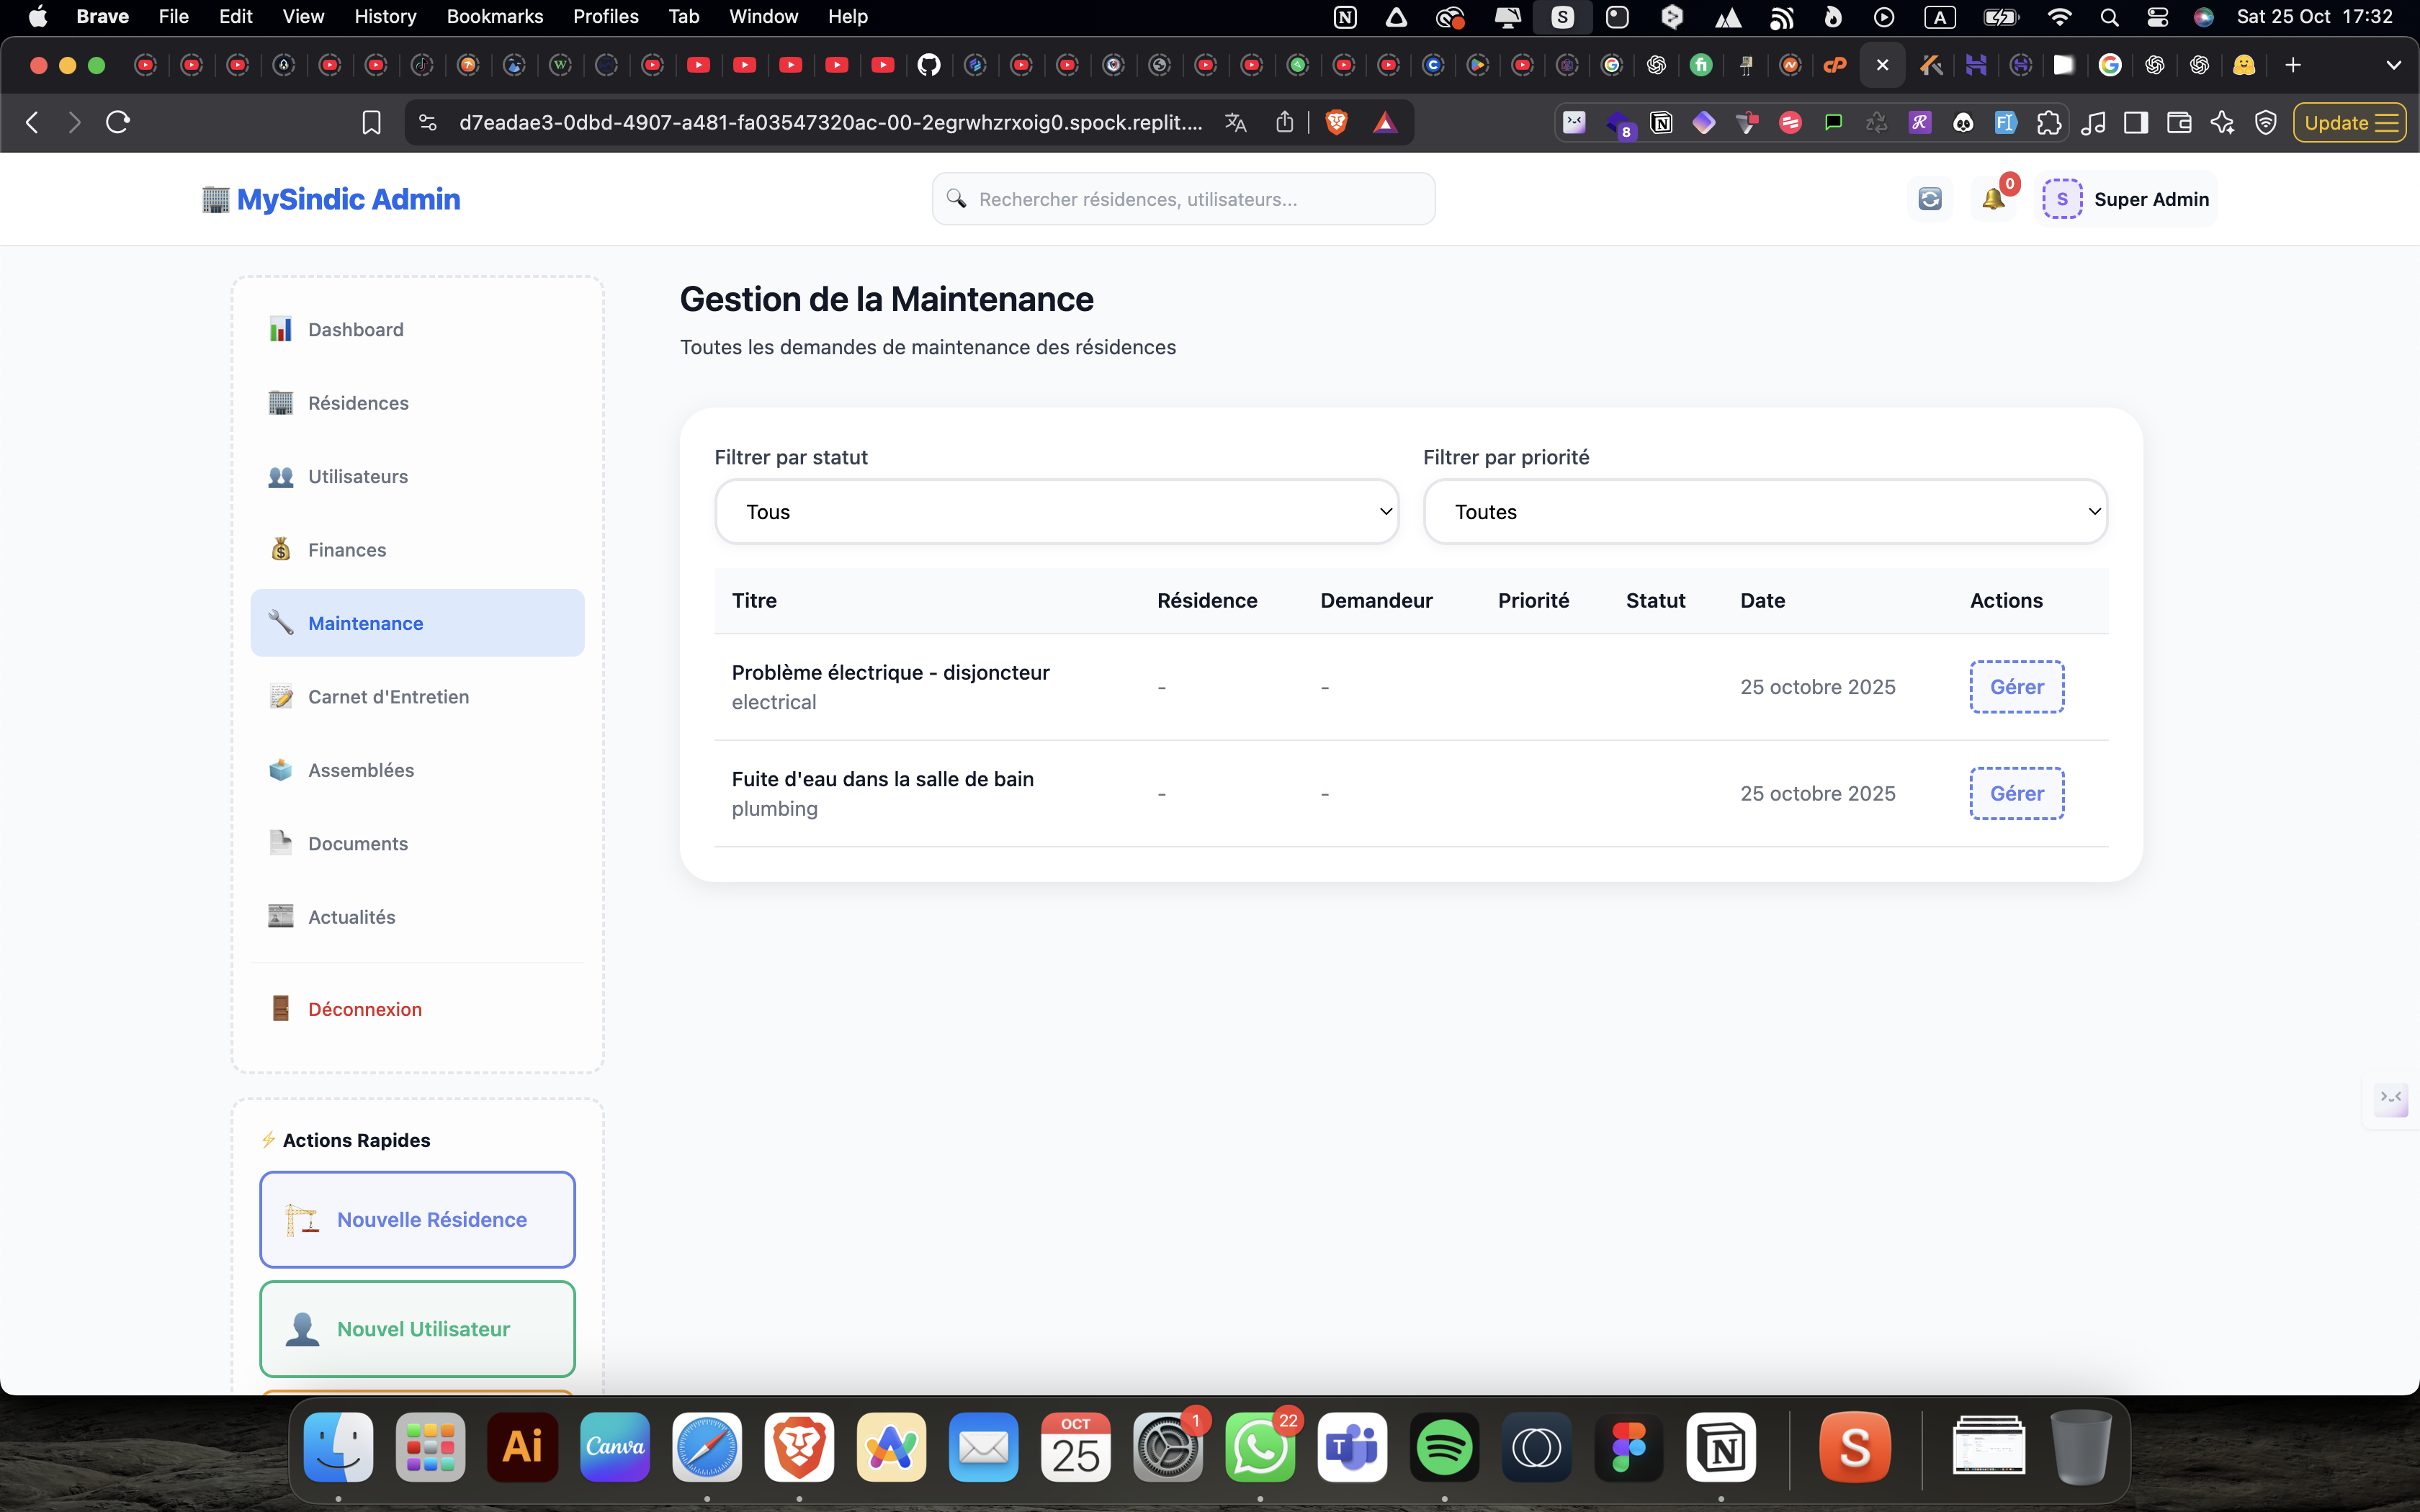 Brave File Edit View History Bookmarks Profiles Tab Window Help
Sat 25 Oct 17:32
d7eadae3-0dbd-4907-a481-fa03547320ac-00-2egrwhzrxoig0.spock.replit....
8
Update
MySindic Admin
Rechercher résidences, utilisateurs...
0
S
Super Admin
Dashboard
Résidences
Utilisateurs
Finances
Maintenance
Carnet d'Entretien
Assemblées
Documents
Actualités
Déconnexion
Actions Rapides
Nouvelle Résidence
Nouvel Utilisateur
Gestion de la Maintenance
Toutes les demandes de maintenance des résidences
Filtrer par statut
Tous
Filtrer par priorité
Toutes
Titre Résidence Demandeur Priorité Statut Date Actions
Problème électrique - disjoncteur
electrical
- - 25 octobre 2025 Gérer
Fuite d'eau dans la salle de bain
plumbing
- - 25 octobre 2025 Gérer
Ai
Canva
OCT
25
1
22
T
N
S